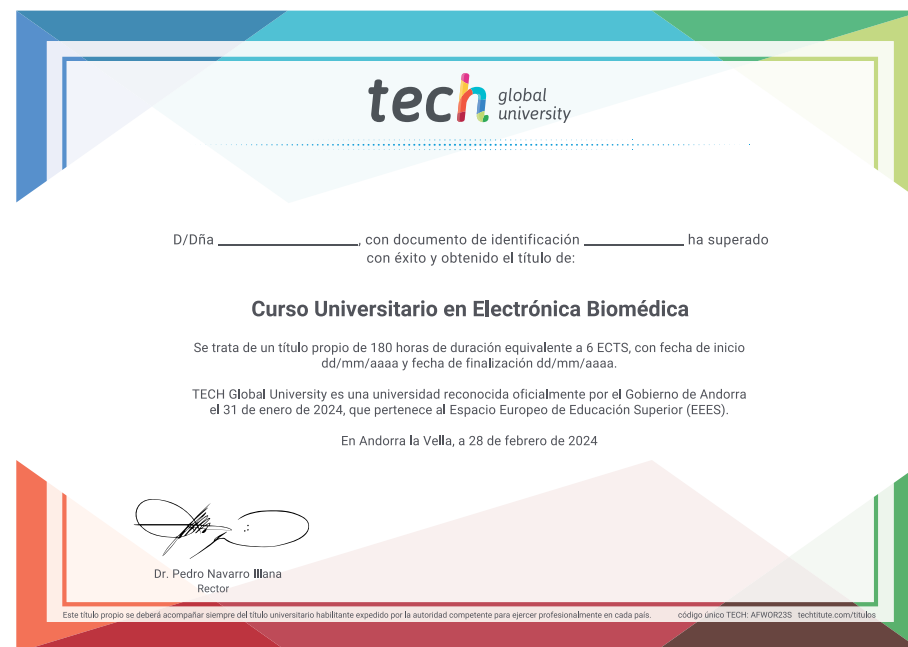 tech global university
D/Dña ____________________, con documento de identificación ______________ ha superado
con éxito y obtenido el título de:
Curso Universitario en Electrónica Biomédica
Se trata de un título propio de 180 horas de duración equivalente a 6 ECTS, con fecha de inicio
dd/mm/aaaa y fecha de finalización dd/mm/aaaa.
TECH Global University es una universidad reconocida oficialmente por el Gobierno de Andorra
el 31 de enero de 2024, que pertenece al Espacio Europeo de Educación Superior (EEES).
En Andorra la Vella, a 28 de febrero de 2024
Dr. Pedro Navarro Illana
Rector
Este título propio se deberá acompañar siempre del título universitario habilitante expedido por la autoridad competente para ejercer profesionalmente en cada país. código único TECH: AFWOR23S techtitute.com/titulos